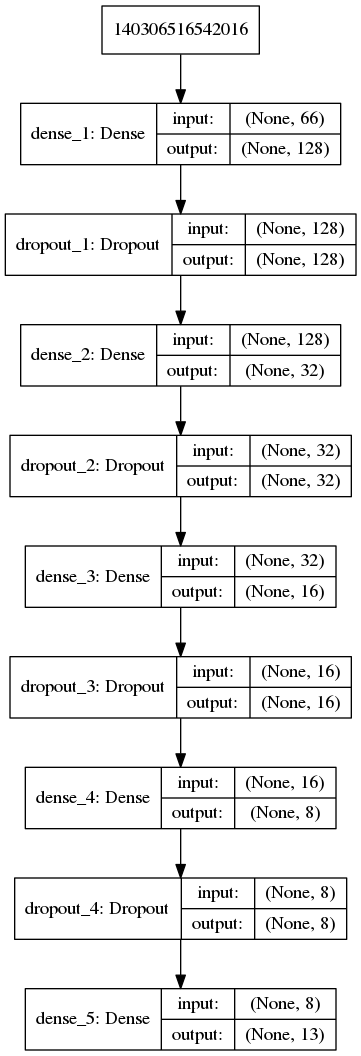 140306516542016
dense_1: Dense
input: (None, 66)
output: (None, 128)
dropout_1: Dropout
input: (None, 128)
output: (None, 128)
dense_2: Dense
input: (None, 128)
output: (None, 32)
dropout_2: Dropout
input: (None, 32)
output: (None, 32)
dense_3: Dense
input: (None, 32)
output: (None, 16)
dropout_3: Dropout
input: (None, 16)
output: (None, 16)
dense_4: Dense
input: (None, 16)
output: (None, 8)
dropout_4: Dropout
input: (None, 8)
output: (None, 8)
dense_5: Dense
input: (None, 8)
output: (None, 13)